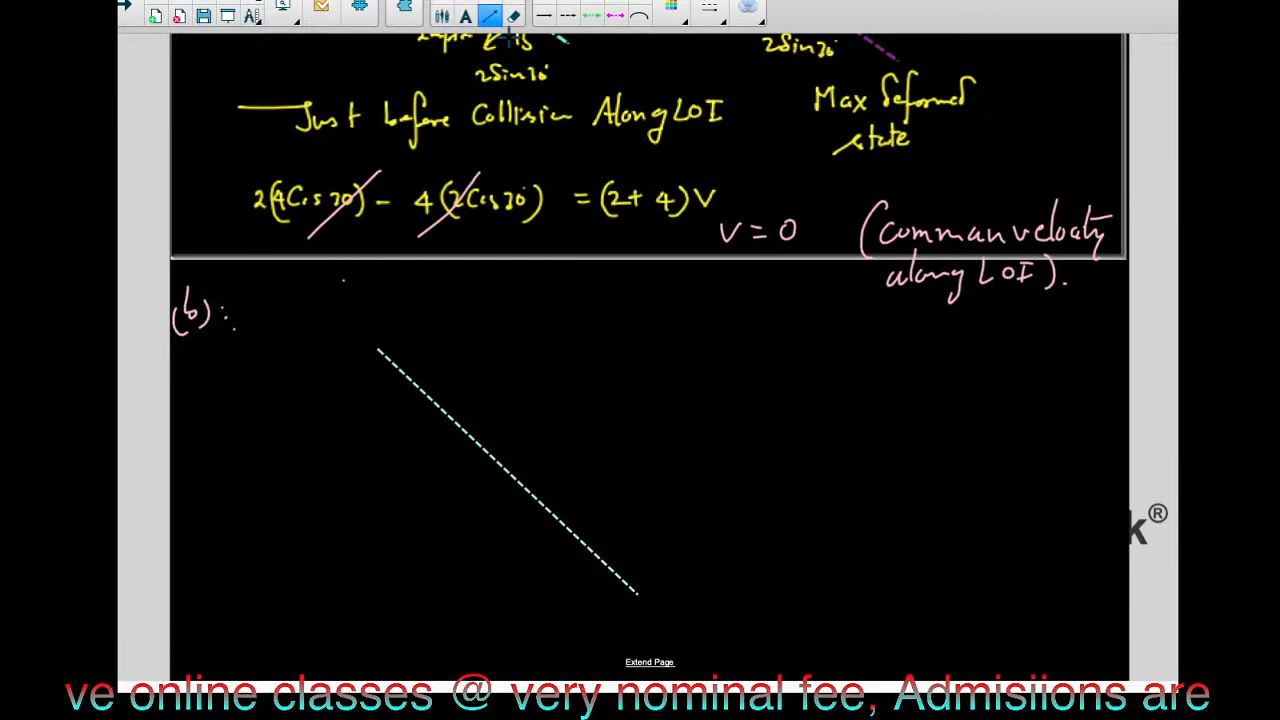 2sin30°
2sin30°
Just before Collision Along LOI
Max deformed
state
2(4Cos30) - 4(2Cos30) = (2+4)V
V = 0 (comman velocity
along LOI).
(b):
k®
Extend Page
ve online classes @ very nominal fee, Admisiions are